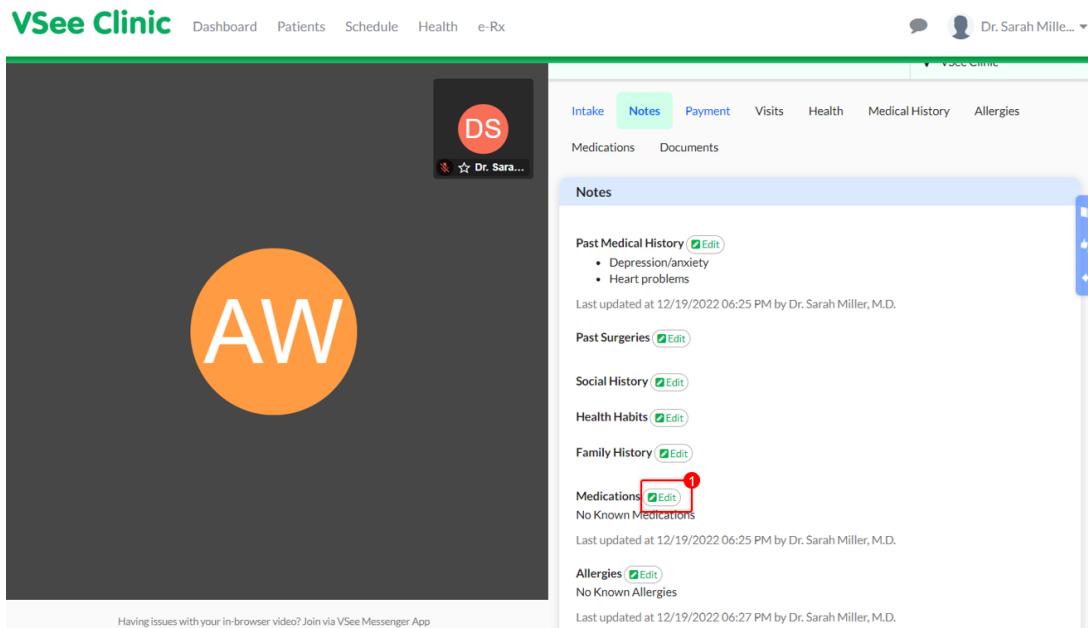 VSee Clinic Dashboard Patients Schedule Health e-Rx Dr. Sarah Mille...
DS
Dr. Sara...
AW
Having issues with your in-browser video? Join via VSee Messenger App
VSee Clinic
Intake Notes Payment Visits Health Medical History Allergies
Medications Documents
Notes
Past Medical History Edit
• Depression/anxiety
• Heart problems
Last updated at 12/19/2022 06:25 PM by Dr. Sarah Miller, M.D.
Past Surgeries Edit
Social History Edit
Health Habits Edit
Family History Edit
1
Medications Edit
No Known Medications
Last updated at 12/19/2022 06:25 PM by Dr. Sarah Miller, M.D.
Allergies Edit
No Known Allergies
Last updated at 12/19/2022 06:27 PM by Dr. Sarah Miller, M.D.